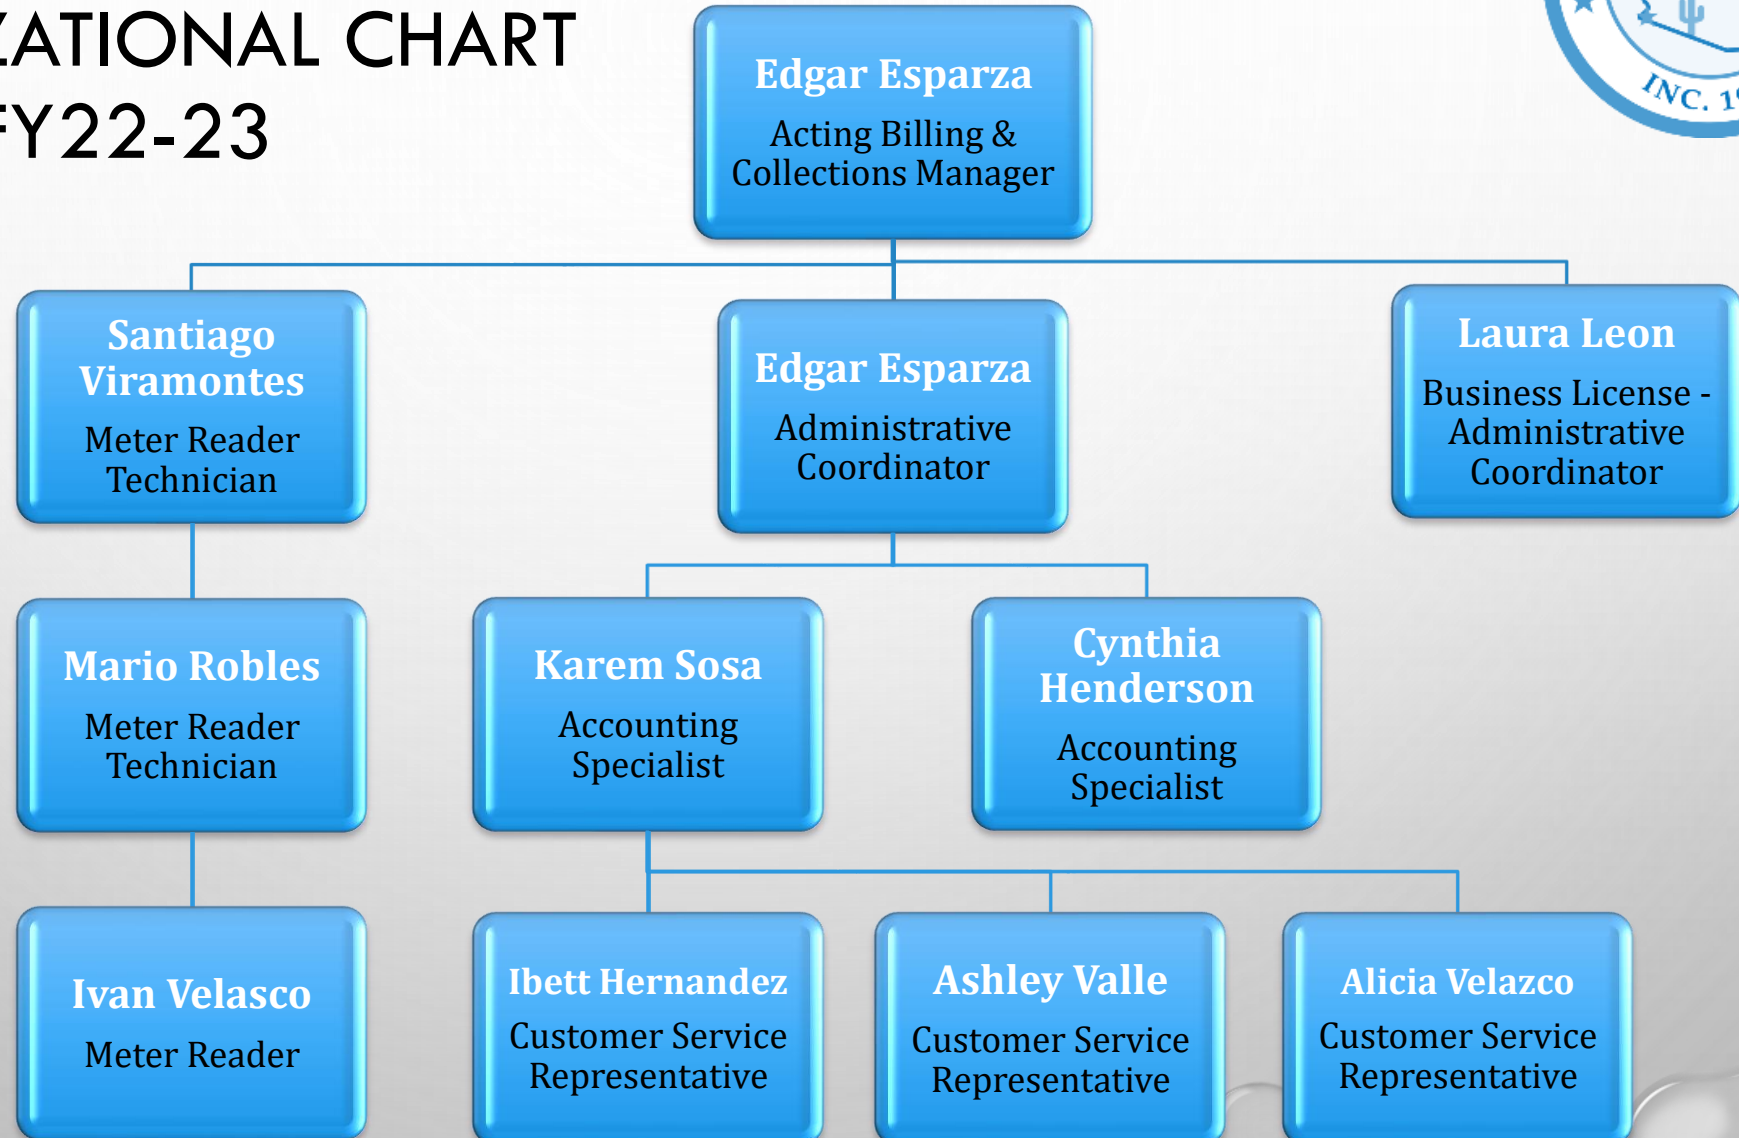 ZATIONAL CHART
FY22-23
INC. 19
Edgar Esparza
Acting Billing &
Collections Manager
Santiago
Viramontes
Meter Reader
Technician
Edgar Esparza
Administrative
Coordinator
Laura Leon
Business License -
Administrative
Coordinator
Mario Robles
Meter Reader
Technician
Karem Sosa
Accounting
Specialist
Cynthia
Henderson
Accounting
Specialist
Ivan Velasco
Meter Reader
Ibett Hernandez
Customer Service
Representative
Ashley Valle
Customer Service
Representative
Alicia Velazco
Customer Service
Representative